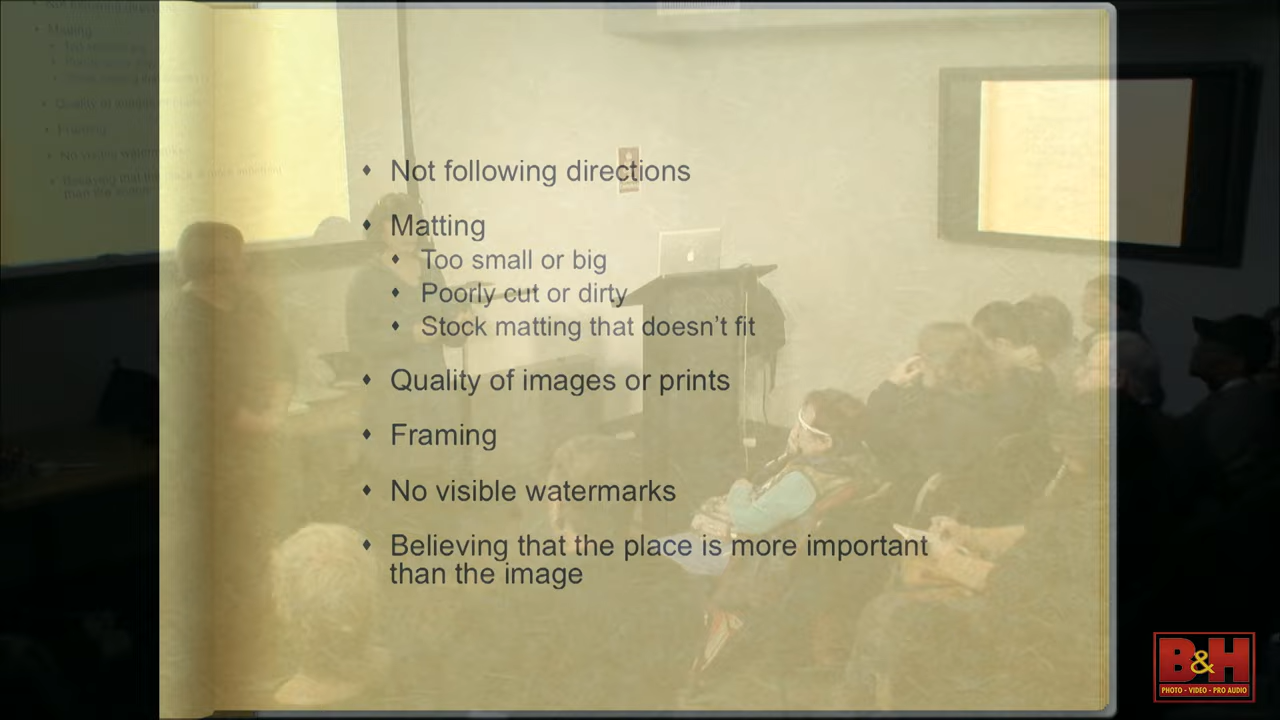 Not following directions
Matting
Too small or big
Poorly cut or dirty
Stock matting that doesn't fit
Quality of images or prints
Framing
No visible watermarks
Believing that the place is more important
than the image
B&H
PHOTO - VIDEO - PRO AUDIO